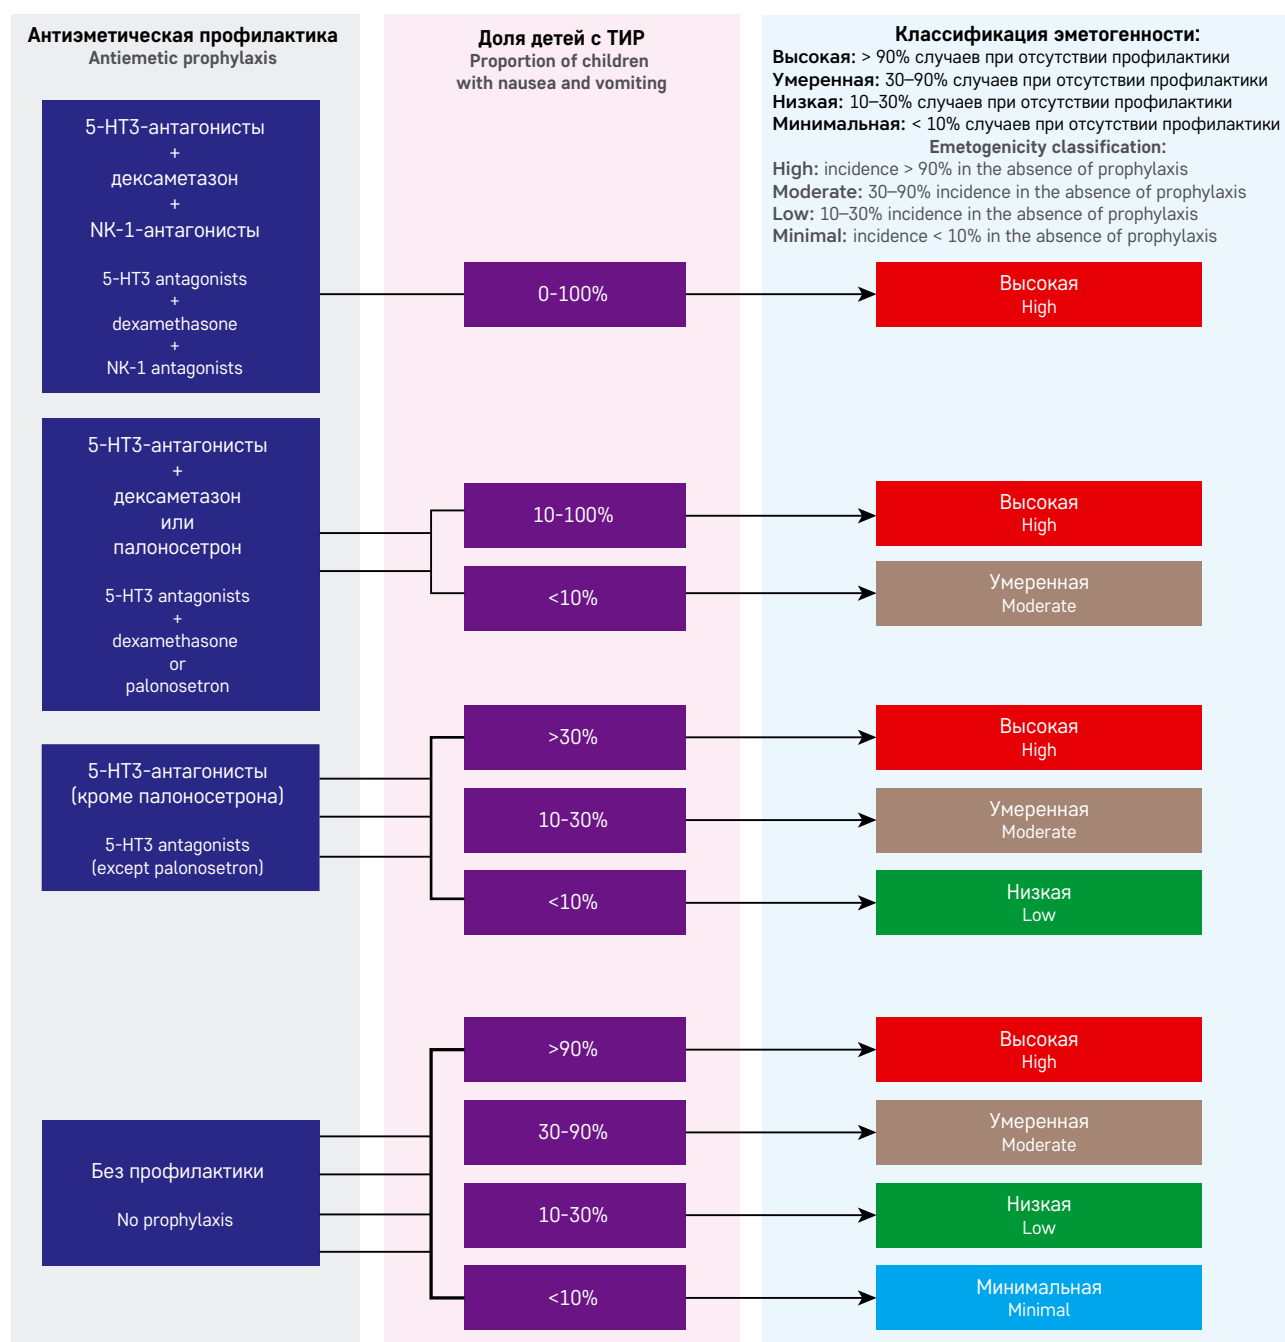 Антиэметическая профилактика
Antiemetic prophylaxis
Доля детей с ТИР
Proportion of children
with nausea and vomiting
Классификация эметогенности:
Высокая: > 90% случаев при отсутствии профилактики
Умеренная: 30–90% случаев при отсутствии профилактики
Низкая: 10–30% случаев при отсутствии профилактики
Минимальная: < 10% случаев при отсутствии профилактики
Emetogenicity classification:
High: incidence > 90% in the absence of prophylaxis
Moderate: 30–90% incidence in the absence of prophylaxis
Low: 10–30% incidence in the absence of prophylaxis
Minimal: incidence < 10% in the absence of prophylaxis
5-HT3-антагонисты
+
дексаметазон
+
NK-1-антагонисты
5-HT3 antagonists
+
dexamethasone
+
NK-1 antagonists
0-100%
Высокая
High
5-HT3-антагонисты
+
дексаметазон
или
палоносетрон
5-HT3 antagonists
+
dexamethasone
or
palonosetron
10-100%
Высокая
High
<10%
Умеренная
Moderate
5-HT3-антагонисты
(кроме палоносетрона)
5-HT3 antagonists
(except palonosetron)
>30%
Высокая
High
10-30%
Умеренная
Moderate
<10%
Низкая
Low
Без профилактики
No prophylaxis
>90%
Высокая
High
30-90%
Умеренная
Moderate
10-30%
Низкая
Low
<10%
Минимальная
Minimal